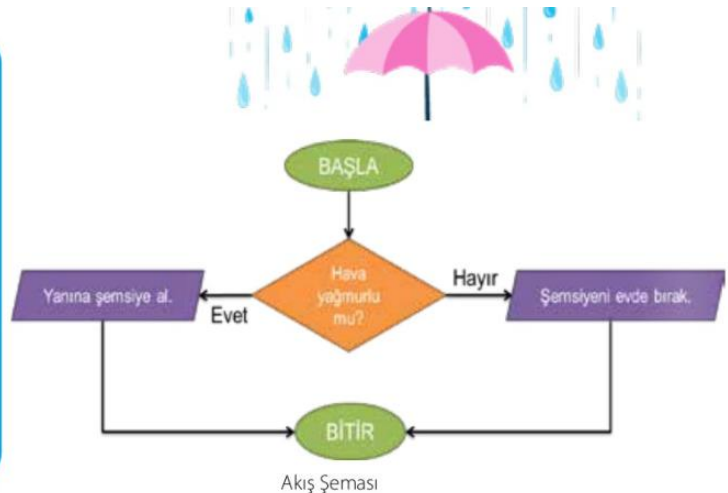 BAŞLA
Hava
yağmurlu
mu?
Yanına şemsiye al.
Evet
Hayır
Şemsiyeni evde bırak.
BİTİR
Akış Şeması